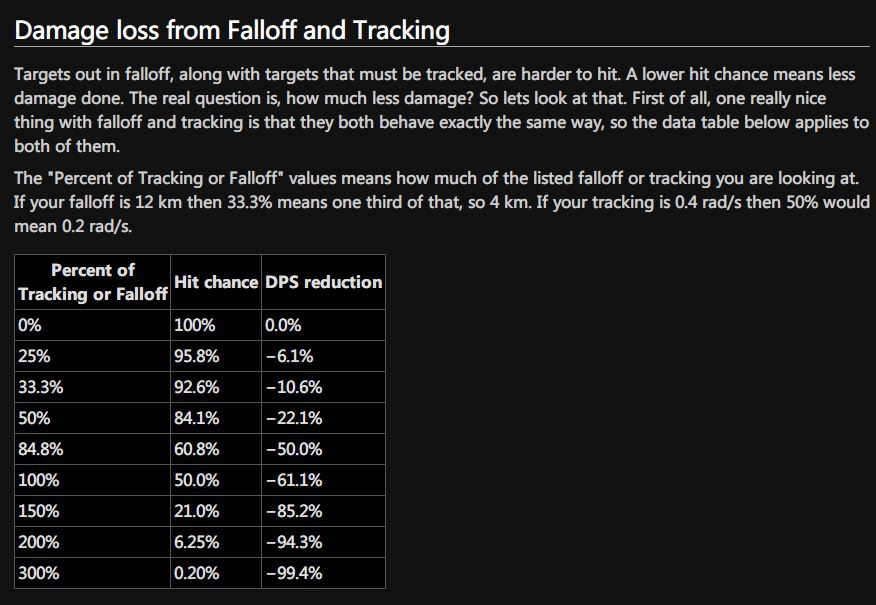 Damage loss from Falloff and Tracking
Targets out in falloff, along with targets that must be tracked, are harder to hit. A lower hit chance means less
damage done. The real question is, how much less damage? So lets look at that. First of all, one really nice
thing with falloff and tracking is that they both behave exactly the same way, so the data table below applies to
both of them.
The "Percent of Tracking or Falloff" values means how much of the listed falloff or tracking you are looking at.
If your falloff is 12 km then 33.3% means one third of that, so 4 km. If your tracking is 0.4 rad/s then 50% would
mean 0.2 rad/s.
Percent of
Tracking or Falloff Hit chance DPS reduction
0% 100% 0.0%
25% 95.8% −6.1%
33.3% 92.6% −10.6%
50% 84.1% −22.1%
84.8% 60.8% −50.0%
100% 50.0% −61.1%
150% 21.0% −85.2%
200% 6.25% −94.3%
300% 0.20% −99.4%